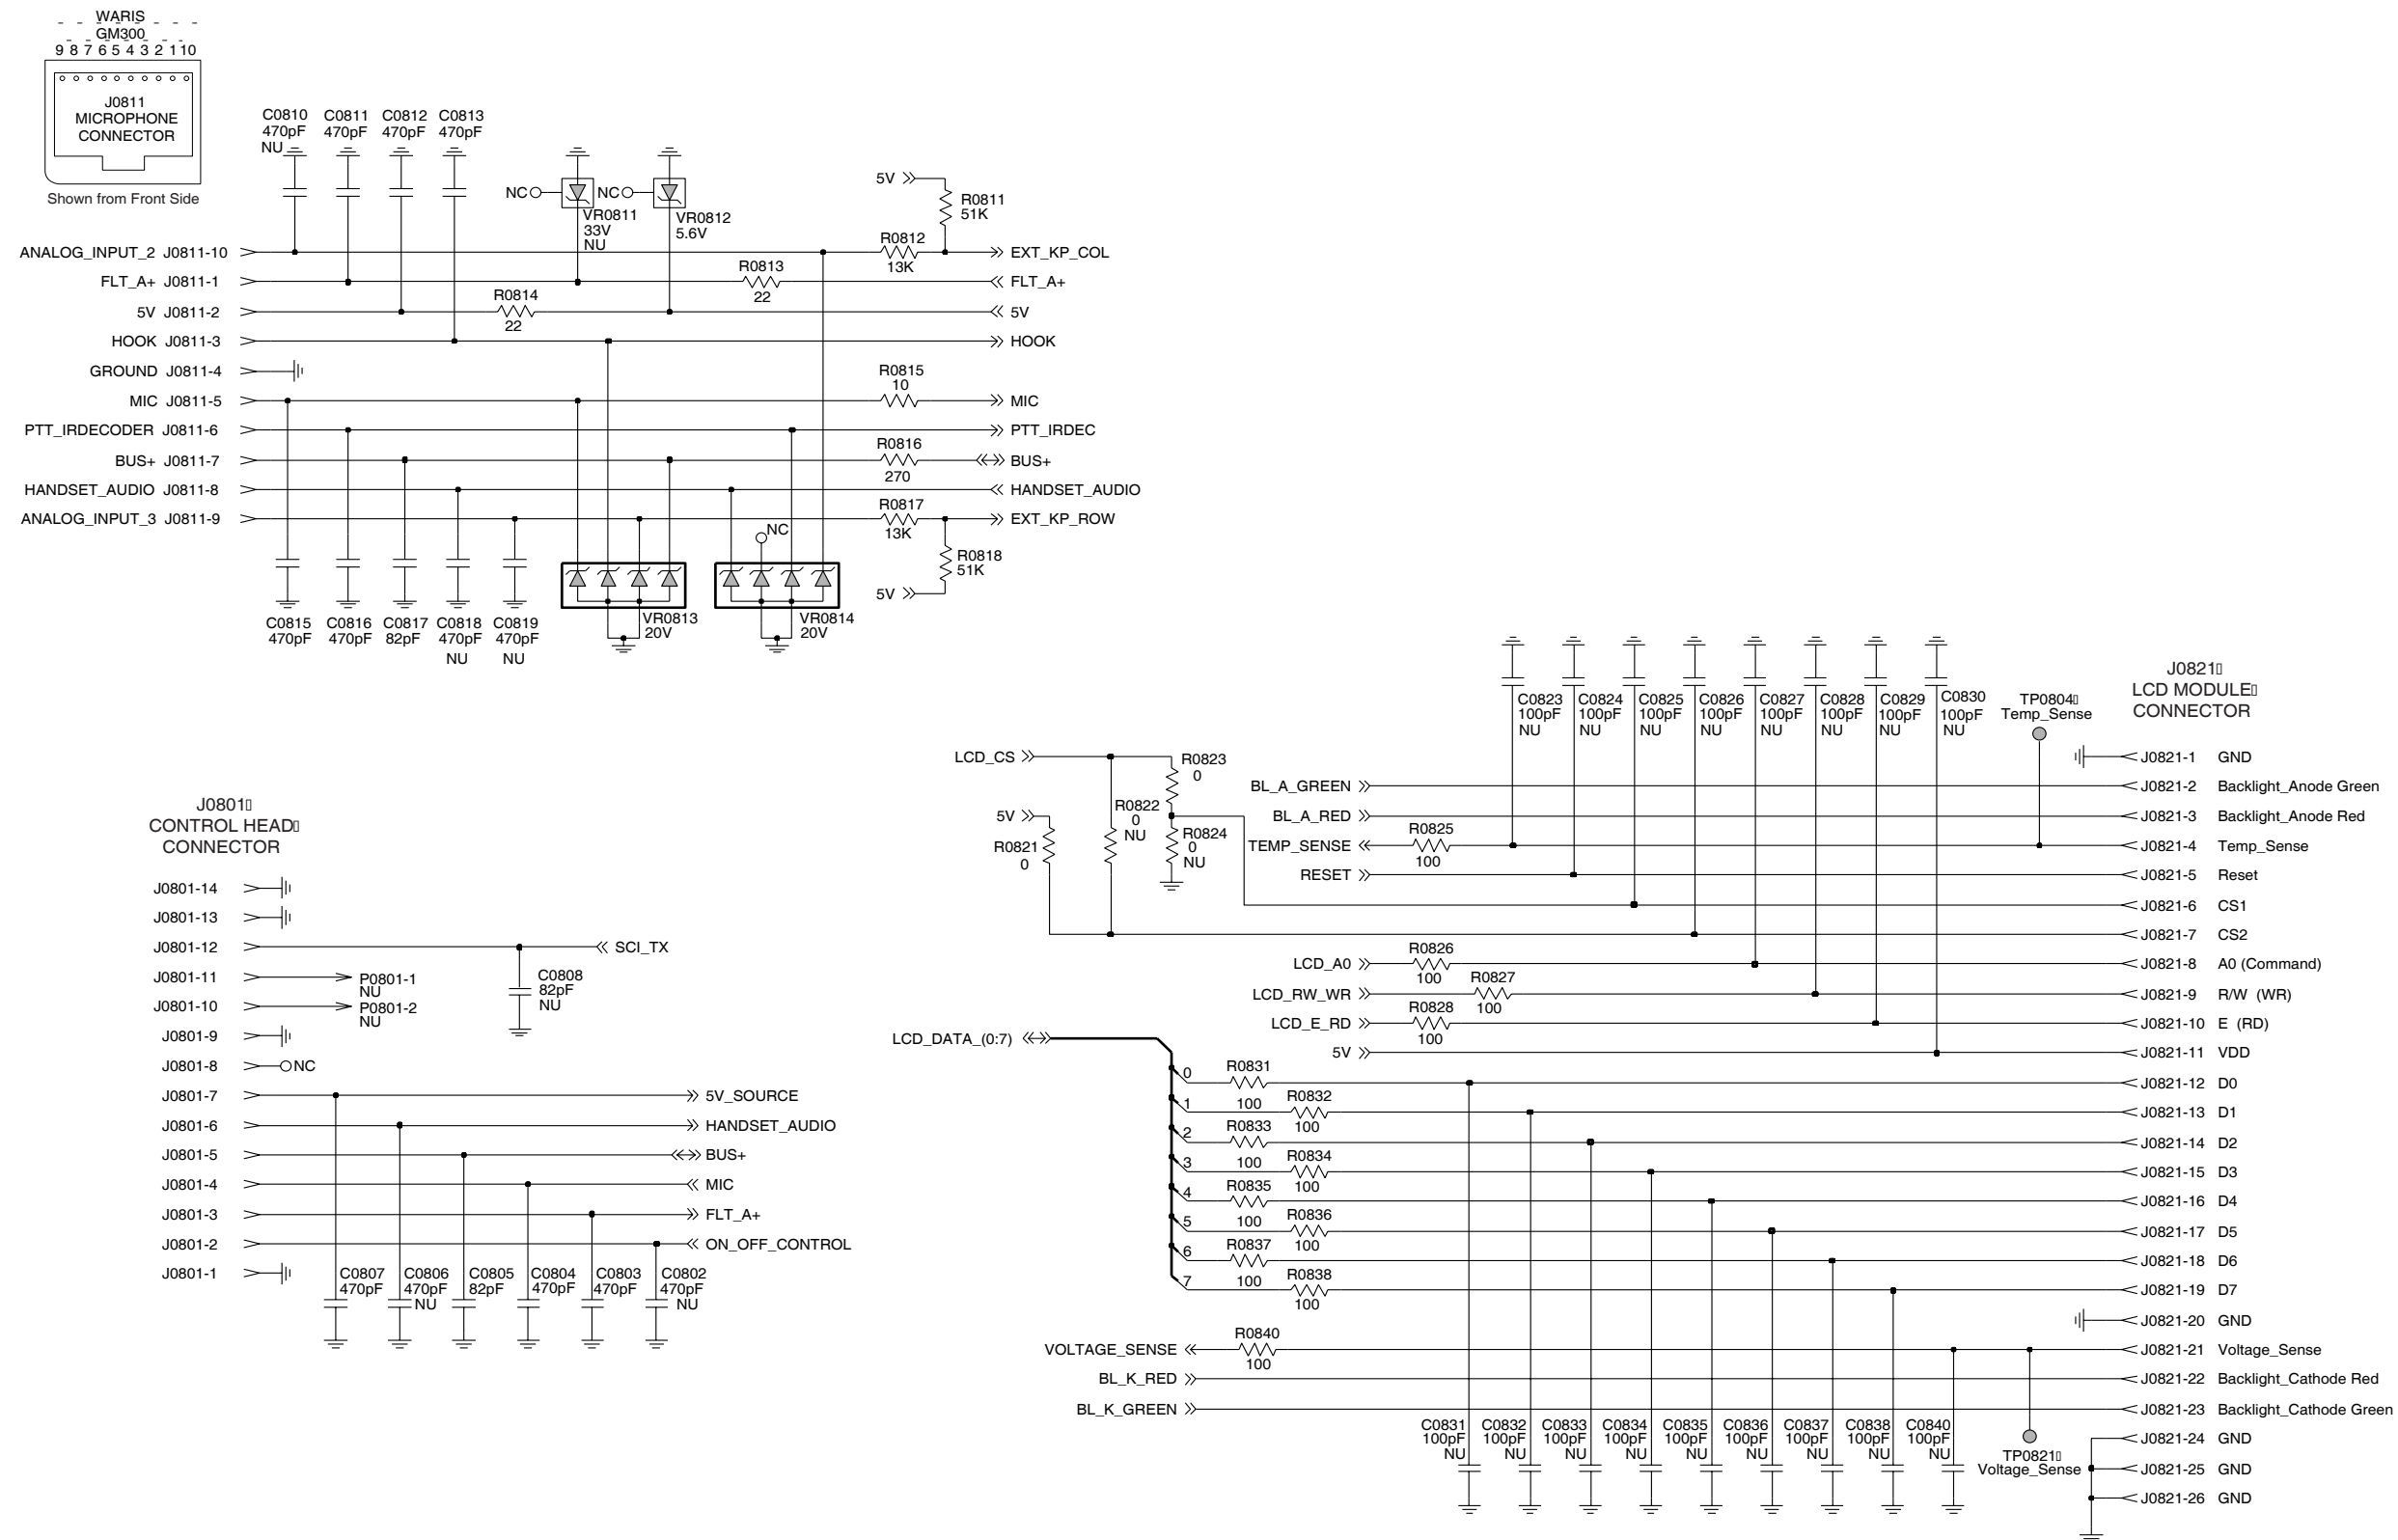 WARIS
GM300
9 8 7 6 5 4 3 2 1 10
J0811
MICROPHONE
CONNECTOR
Shown from Front Side
C0810
470pF
NU
C0811
470pF
C0812
470pF
C0813
470pF
NC
VR0811
33V
NU
NC
VR0812
5.6V
5V
R0811
51K
ANALOG_INPUT_2 J0811-10
R0812
13K
EXT_KP_COL
FLT_A+ J0811-1
R0813
22
FLT_A+
5V J0811-2
R0814
22
5V
HOOK J0811-3
HOOK
GROUND J0811-4
MIC J0811-5
R0815
10
MIC
PTT_IRDECODER J0811-6
PTT_IRDEC
BUS+ J0811-7
R0816
270
BUS+
HANDSET_AUDIO J0811-8
HANDSET_AUDIO
ANALOG_INPUT_3 J0811-9
R0817
13K
EXT_KP_ROW
NC
R0818
51K
5V
C0815
470pF
C0816
470pF
C0817
82pF
C0818
470pF
NU
C0819
470pF
NU
VR0813
20V
VR0814
20V
J0801
CONTROL HEAD
CONNECTOR
J0801-14
J0801-13
J0801-12
SCI_TX
C0808
82pF
NU
J0801-11
P0801-1
NU
J0801-10
P0801-2
NU
J0801-9
J0801-8
NC
J0801-7
5V_SOURCE
J0801-6
HANDSET_AUDIO
J0801-5
BUS+
J0801-4
MIC
J0801-3
FLT_A+
J0801-2
ON_OFF_CONTROL
J0801-1
C0807
470pF
C0806
470pF
NU
C0805
82pF
C0804
470pF
C0803
470pF
C0802
470pF
NU
C0823
100pF
NU
C0824
100pF
NU
C0825
100pF
NU
C0826
100pF
NU
C0827
100pF
NU
C0828
100pF
NU
C0829
100pF
NU
C0830
100pF
NU
TP0804
Temp_Sense
J0821
LCD MODULE
CONNECTOR
LCD_CS
R0823
0
R0822
0
NU
R0824
0
NU
5V
R0821
0
J0821-1 GND
BL_A_GREEN
J0821-2 Backlight_Anode Green
BL_A_RED
J0821-3 Backlight_Anode Red
TEMP_SENSE
R0825
100
J0821-4 Temp_Sense
RESET
J0821-5 Reset
J0821-6 CS1
J0821-7 CS2
LCD_A0
R0826
100
J0821-8 A0 (Command)
LCD_RW_WR
R0827
100
J0821-9 R/W (WR)
LCD_E_RD
R0828
100
J0821-10 E (RD)
5V
J0821-11 VDD
LCD_DATA_(0:7)
0
R0831
100
J0821-12 D0
1
R0832
100
J0821-13 D1
2
R0833
100
J0821-14 D2
3
R0834
100
J0821-15 D3
4
R0835
100
J0821-16 D4
5
R0836
100
J0821-17 D5
6
R0837
100
J0821-18 D6
7
R0838
100
J0821-19 D7
J0821-20 GND
VOLTAGE_SENSE
R0840
100
J0821-21 Voltage_Sense
BL_K_RED
J0821-22 Backlight_Cathode Red
BL_K_GREEN
J0821-23 Backlight_Cathode Green
C0831
100pF
NU
C0832
100pF
NU
C0833
100pF
NU
C0834
100pF
NU
C0835
100pF
NU
C0836
100pF
NU
C0837
100pF
NU
C0838
100pF
NU
C0840
100pF
NU
TP0821
Voltage_Sense
J0821-24 GND
J0821-25 GND
J0821-26 GND